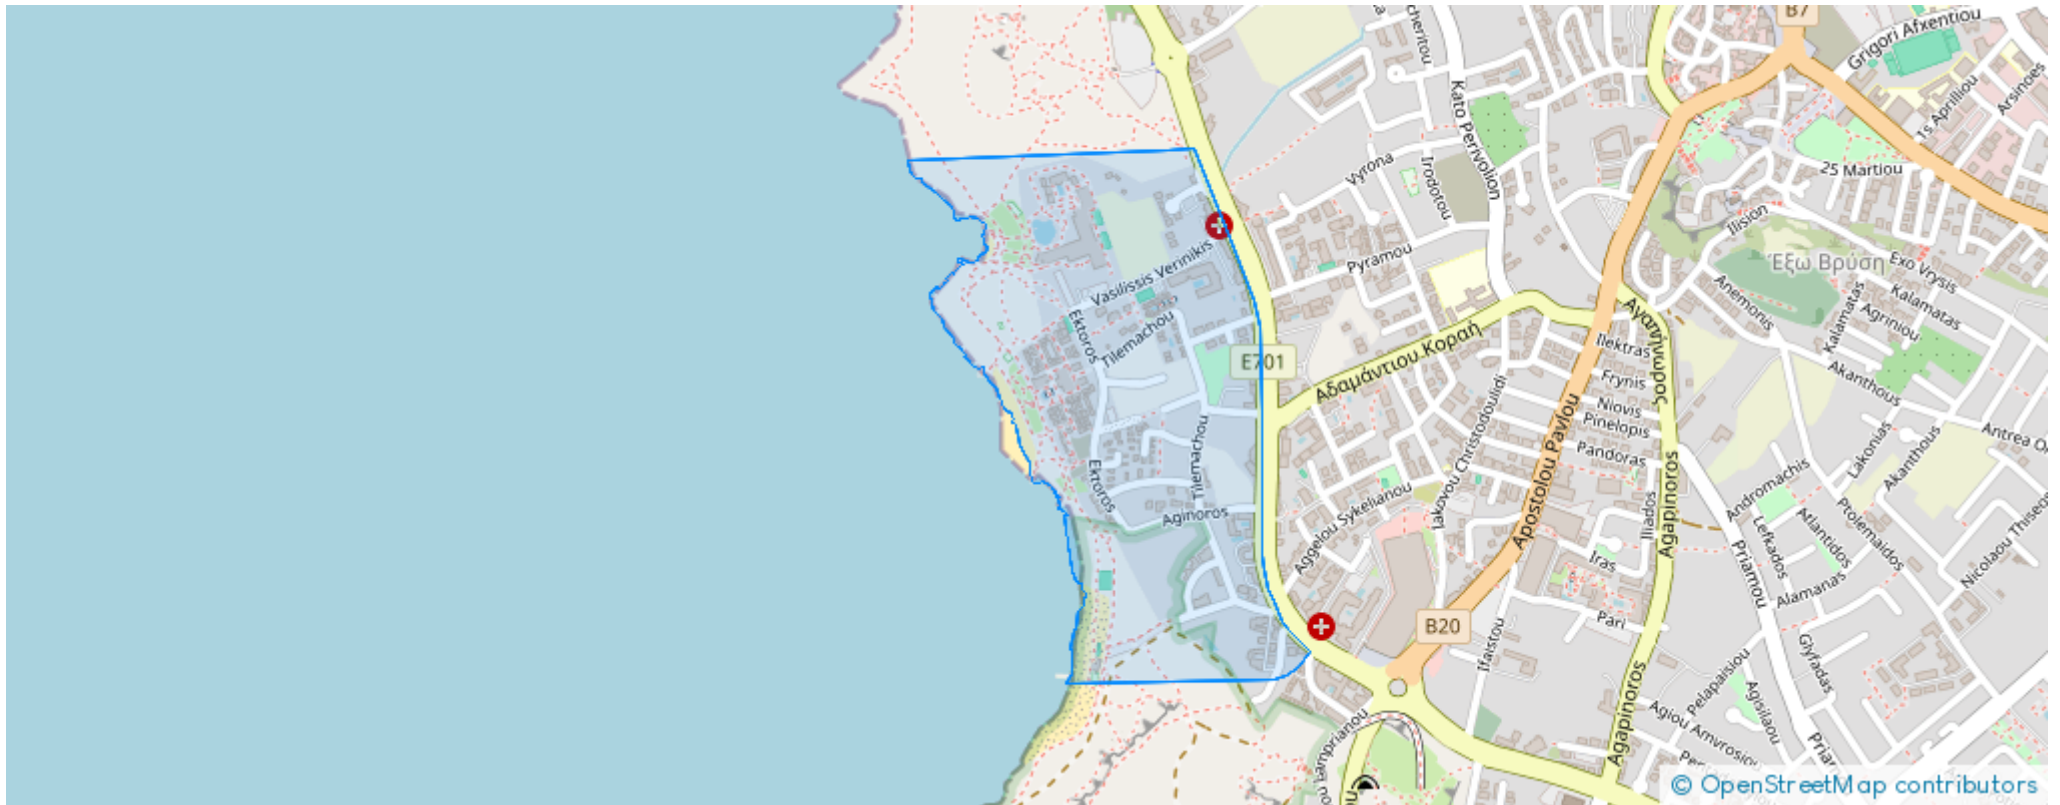 B7
Grigori Afxentiou
Arsinoes
1s Apriliou
25 Martiou
Kato Perivolion
Vyrona
Irodotou
Ilision
Έξω Βρύση
Exo Vrysis
Pyramou
Vasilissis Verinikis
Kalamatas
Kalamatas
Agriniou
Anemonis
Αγαπήνορος
Ektoros
Tilemachou
E701
Αδαμάντιου Κοραή
Ilektras
Frynis
Niovis
Pinelopis
Pandoras
Akanthous
Akanthous
Lakonias
Antrea O
Iakovou Christodoulidi
Apostolou Pavlou
Tilemachou
Ektoros
Aginoros
Aggelou Sykelianou
Agapinoros
Iliados
Iras
Andromachis
Lefkados
Atlantidos
Ptolemaidos
Nicolaou Thiseos
Priamou
Alamanas
B20
Pari
Ifaistou
Glyfadas
Pelapaisiou
Agisilaou
Agiou Amvrosiou
Agapinoros
Priar
© OpenStreetMap contributors